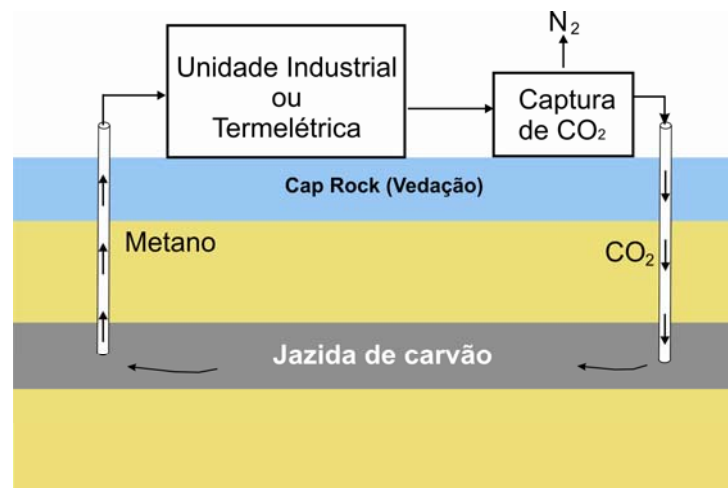 N₂
Unidade Industrial
ou
Termelétrica
Captura
de CO₂
Cap Rock (Vedação)
Metano
CO₂
Jazida de carvão